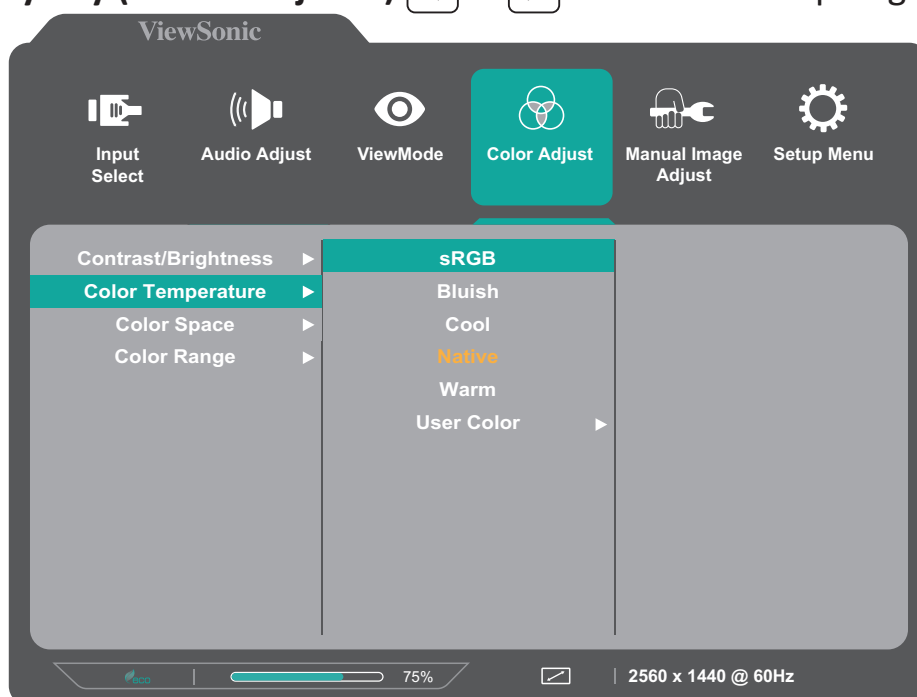 ViewSonic
Input
Select
Audio Adjust
ViewMode
Color Adjust
Manual Image
Adjust
Setup Menu
Contrast/Brightness
Color Temperature
Color Space
Color Range
sRGB
Bluish
Cool
Native
Warm
User Color
eco
75%
2560 x 1440 @ 60Hz